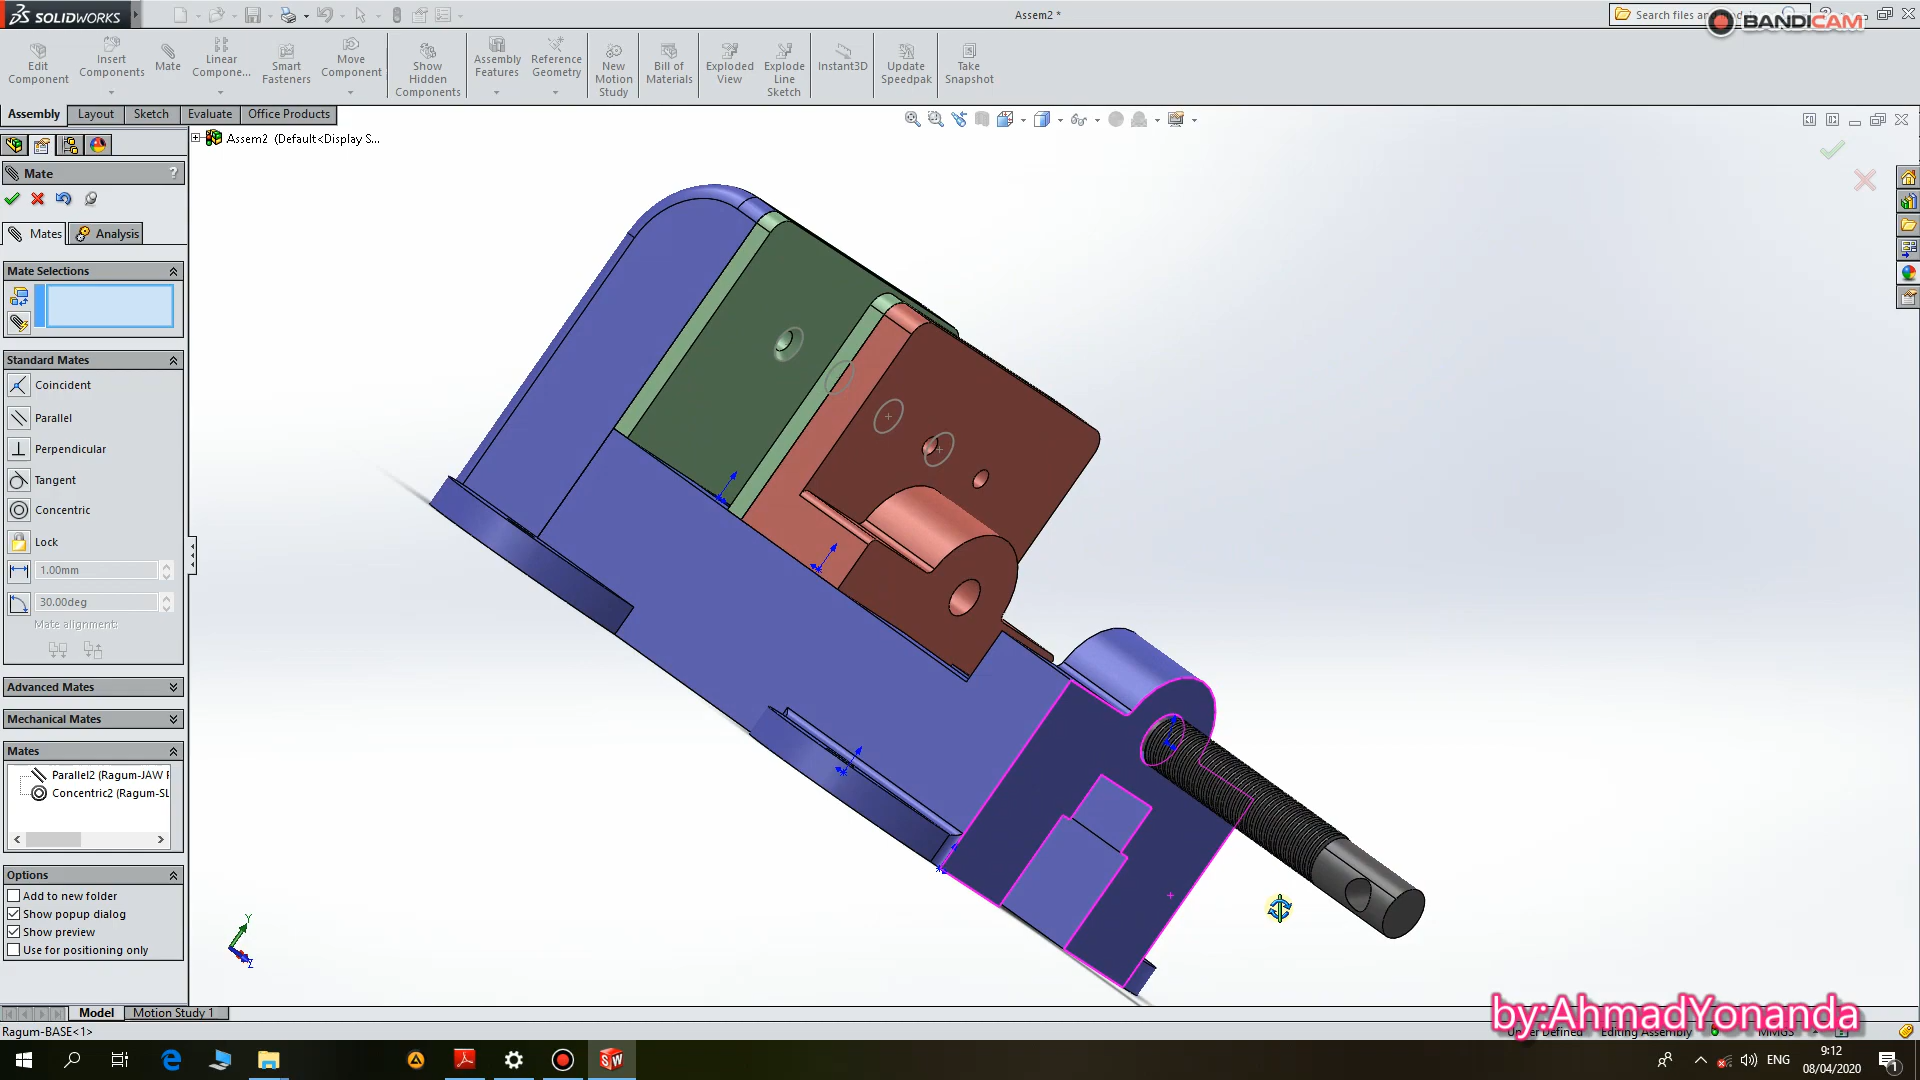 SOLIDWORKS
Assem2 *
Search files
BANDICAM
Edit Component
Insert Components
Mate
Linear Compone...
Smart Fasteners
Move Component
Show Hidden Components
Assembly Features
Reference Geometry
New Motion Study
Bill of Materials
Exploded View
Explode Line Sketch
Instant3D
Update Speedpak
Take Snapshot
Assembly
Layout
Sketch
Evaluate
Office Products
Assem2 (Default<Display S...
Mate
?
Mates
Analysis
Mate Selections
Standard Mates
Coincident
Parallel
Perpendicular
Tangent
Concentric
Lock
1.00mm
30.00deg
Mate alignment:
Advanced Mates
Mechanical Mates
Mates
Parallel2 (Ragum-JAW
Concentric2 (Ragum-SL
Options
Add to new folder
Show popup dialog
Show preview
Use for positioning only
Y
Z
Model
Motion Study 1
Ragum-BASE<1>
Under Defined
Editing Assembly
MMGS
by:AhmadYonanda
SW
ENG
9:12
08/04/2020
1